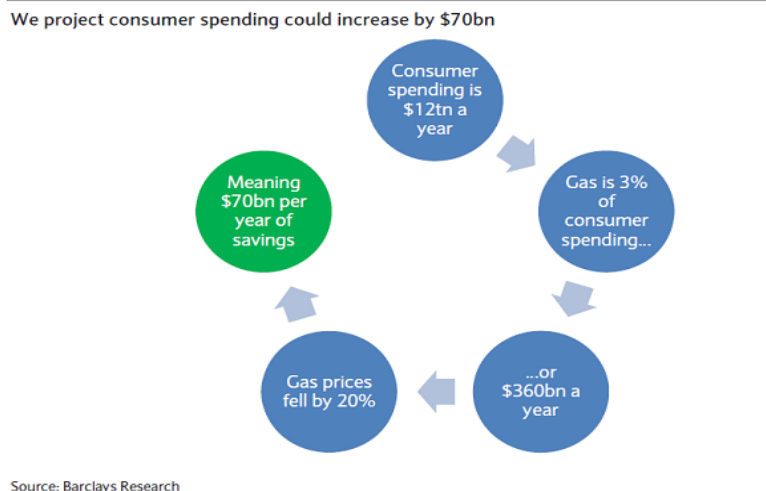 We project consumer spending could increase by $70bn
Consumer
spending is
$12tn a
year
Gas is 3%
of
consumer
spending...
...or
$360bn a
year
Gas prices
fell by 20%
Meaning
$70bn per
year of
savings
Source: Barclays Research